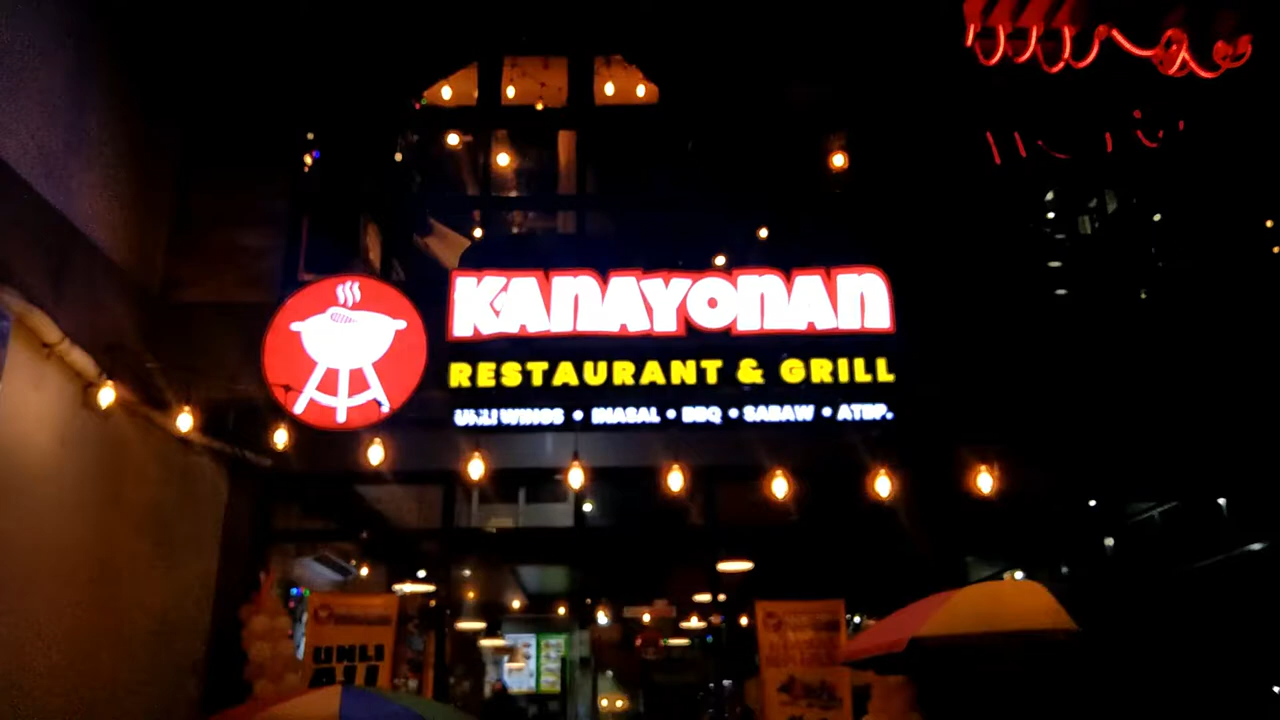 KANAYONAN
RESTAURANT & GRILL
UNLI WINGS • INASAL • BBQ • SABAW • ATBP.
UNLI